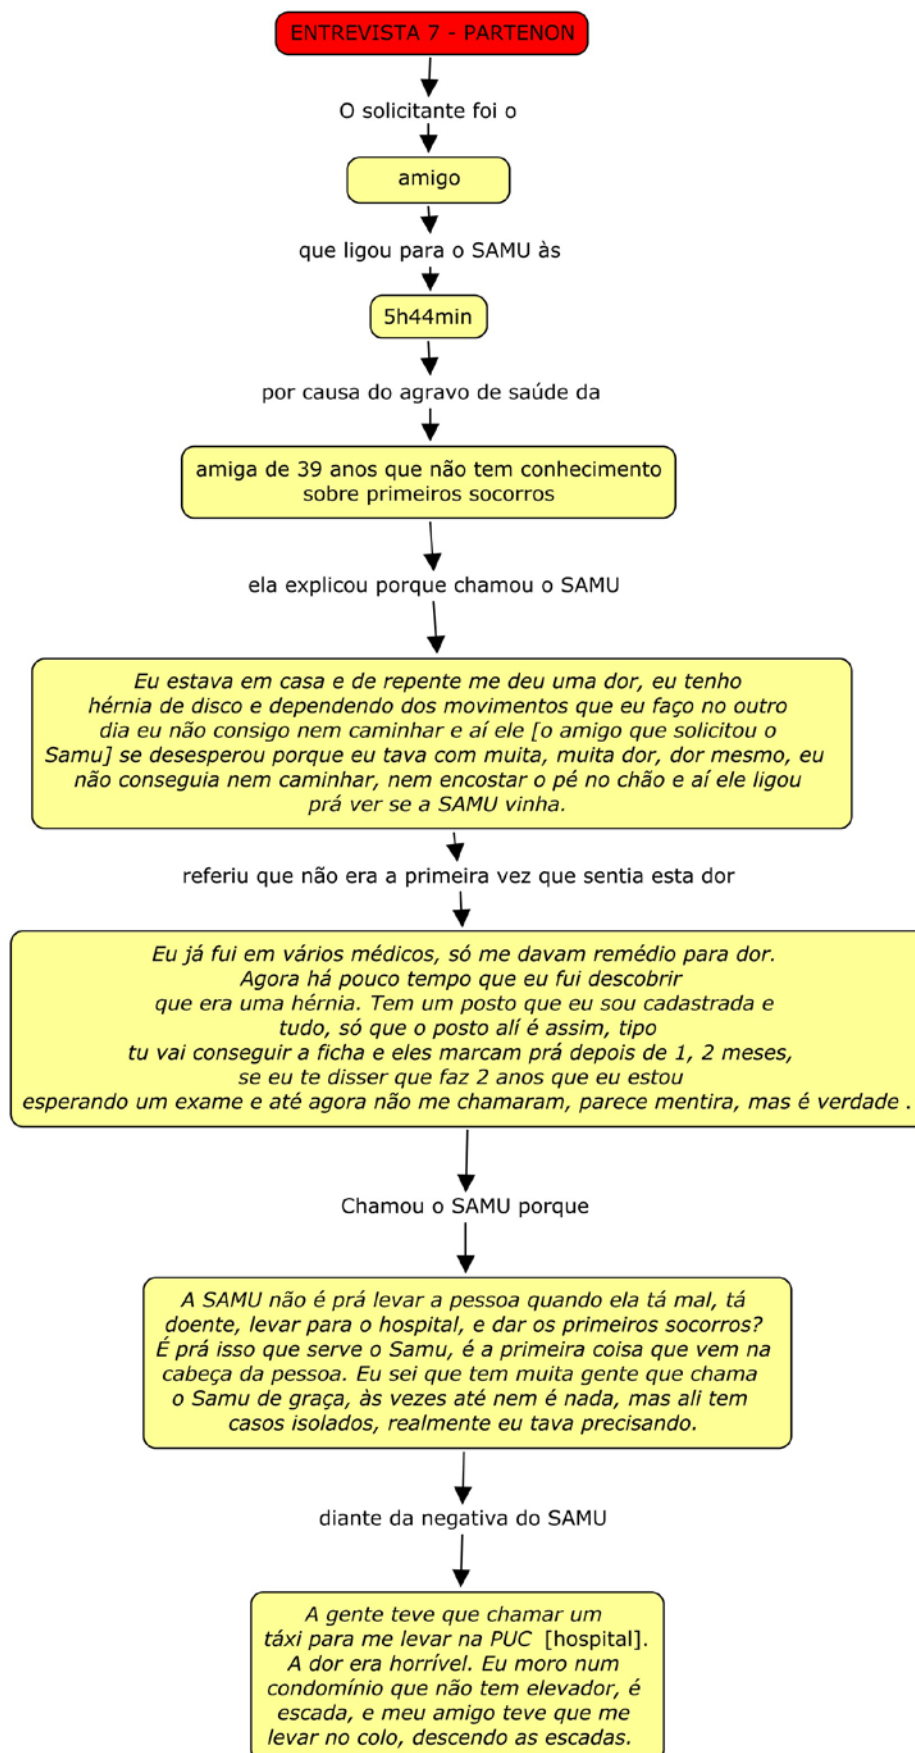 ENTREVISTA 7 - PARTENON
O solicitante foi o
amigo
que ligou para o SAMU às
5h44min
por causa do agravo de saúde da
amiga de 39 anos que não tem conhecimento
sobre primeiros socorros
ela explicou porque chamou o SAMU
Eu estava em casa e de repente me deu uma dor, eu tenho
hérnia de disco e dependendo dos movimentos que eu faço no outro
dia eu não consigo nem caminhar e aí ele [o amigo que solicitou o
Samu] se desesperou porque eu tava com muita, muita dor, dor mesmo, eu
não conseguia nem caminhar, nem encostar o pé no chão e aí ele ligou
prá ver se a SAMU vinha.
referiu que não era a primeira vez que sentia esta dor
Eu já fui em vários médicos, só me davam remédio para dor.
Agora há pouco tempo que eu fui descobrir
que era uma hérnia. Tem um posto que eu sou cadastrada e
tudo, só que o posto alí é assim, tipo
tu vai conseguir a ficha e eles marcam prá depois de 1, 2 meses,
se eu te disser que faz 2 anos que eu estou
esperando um exame e até agora não me chamaram, parece mentira, mas é verdade .
Chamou o SAMU porque
A SAMU não é prá levar a pessoa quando ela tá mal, tá
doente, levar para o hospital, e dar os primeiros socorros?
É prá isso que serve o Samu, é a primeira coisa que vem na
cabeça da pessoa. Eu sei que tem muita gente que chama
o Samu de graça, às vezes até nem é nada, mas ali tem
casos isolados, realmente eu tava precisando.
diante da negativa do SAMU
A gente teve que chamar um
táxi para me levar na PUC [hospital].
A dor era horrível. Eu moro num
condomínio que não tem elevador, é
escada, e meu amigo teve que me
levar no colo, descendo as escadas.